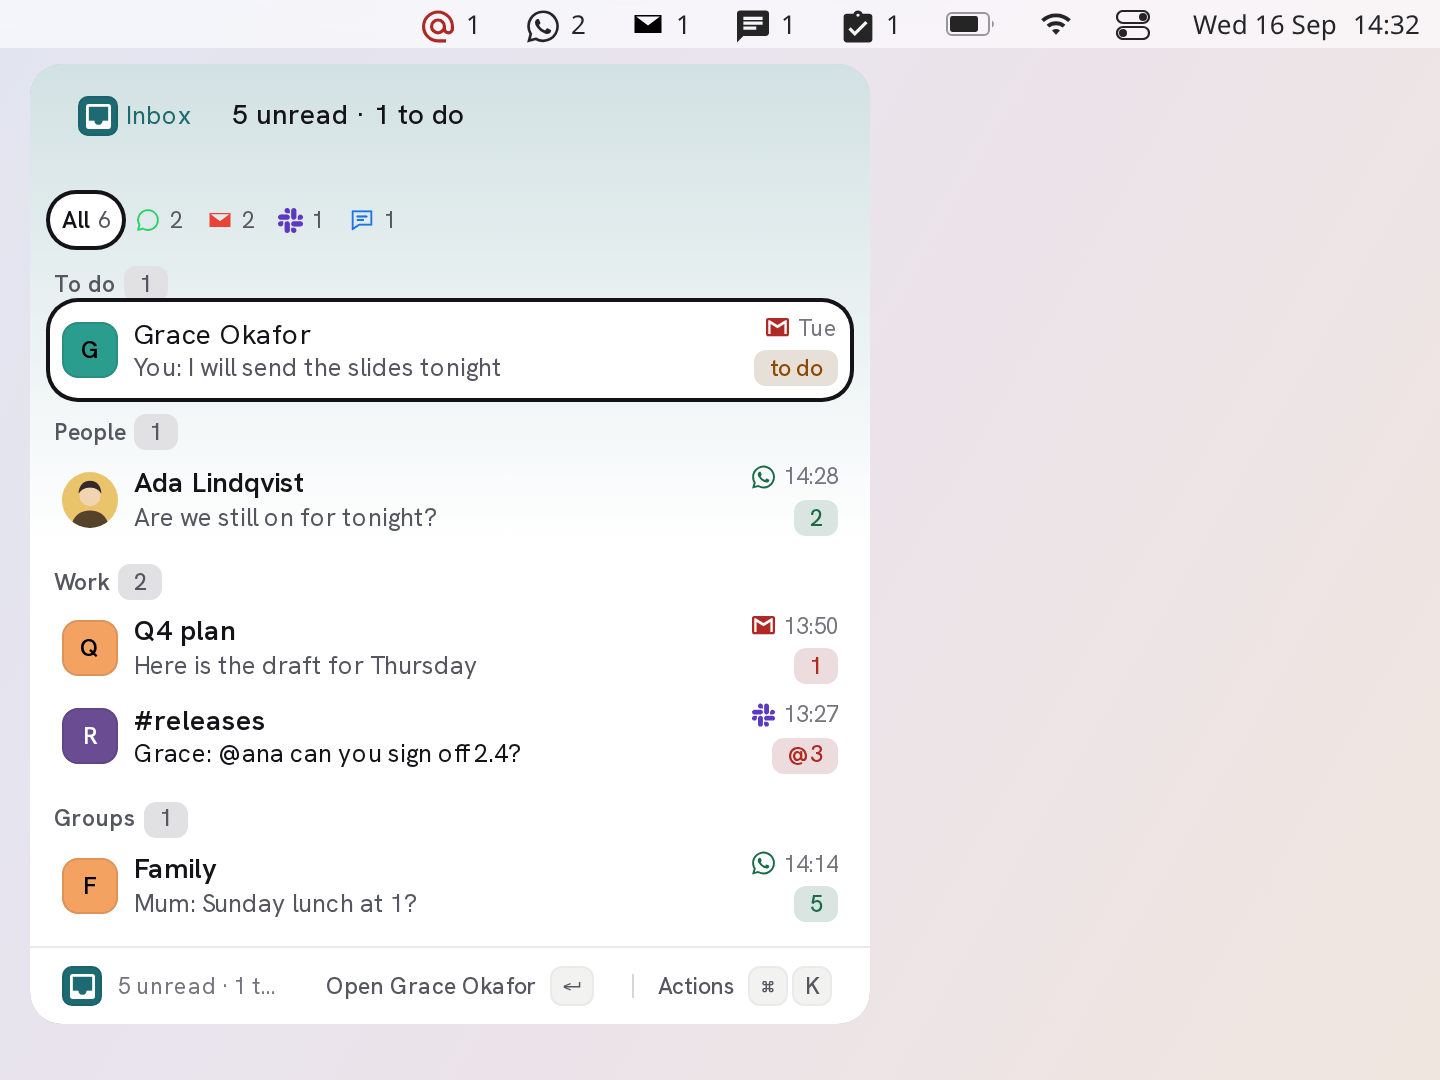 1 2 1 1 1 Wed 16 Sep 14:32
Inbox 5 unread · 1 to do
All 6 2 2 1 1
To do 1
G Grace Okafor Tue
You: I will send the slides tonight to do
People 1
Ada Lindqvist 14:28
Are we still on for tonight? 2
Work 2
Q Q4 plan 13:50
Here is the draft for Thursday 1
R #releases 13:27
Grace: @ana can you sign off 2.4? @3
Groups 1
F Family 14:14
Mum: Sunday lunch at 1? 5
5 unread · 1 t… Open Grace Okafor ↵ Actions ⌘ K